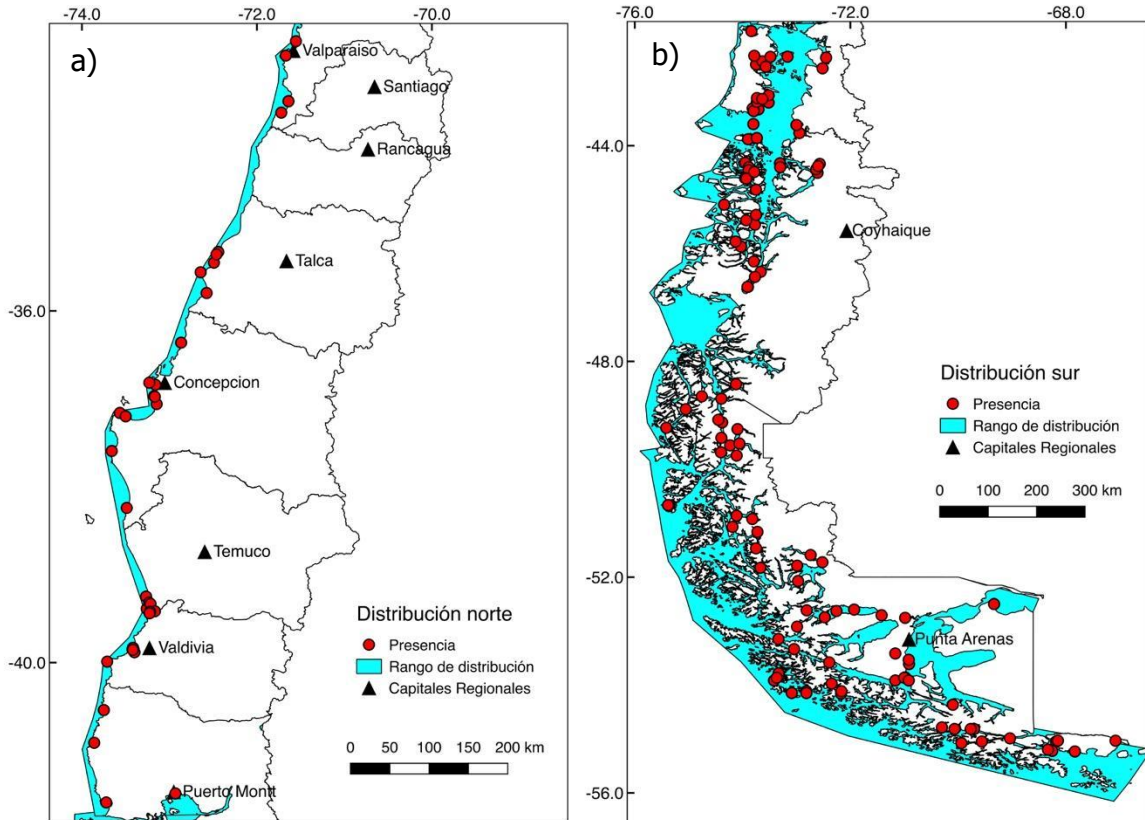 -74.0
-72.0
-70.0
a)
Valparaiso
Santiago
Rancagua
Talca
-36.0
Concepcion
Temuco
Distribución norte
Presencia
Valdivia
-40.0
Rango de distribución
Capitales Regionales
0 50 100 150 200 km
Puerto Montt
-76.0
-72.0
-68.0
b)
-44.0
Coyhaique
-48.0
Distribución sur
Presencia
Rango de distribución
Capitales Regionales
0 100 200 300 km
-52.0
Punta Arenas
-56.0